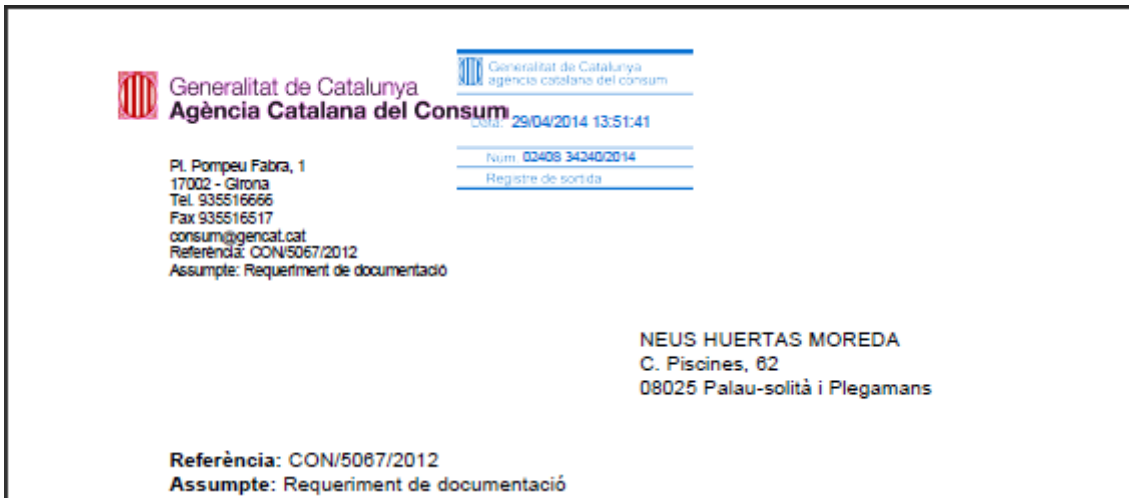 Generalitat de Catalunya
Agència Catalana del Consum
Generalitat de Catalunya
agència catalana del consum
Data: 29/04/2014 13:51:41
Núm. 02408 34240/2014
Registre de sortida
Pl. Pompeu Fabra, 1
17002 - Girona
Tel. 935516666
Fax 935516517
consum@gencat.cat
Referència: CON/5067/2012
Assumpte: Requeriment de documentació
NEUS HUERTAS MOREDA
C. Piscines, 62
08025 Palau-solità i Plegamans
Referència: CON/5067/2012
Assumpte: Requeriment de documentació